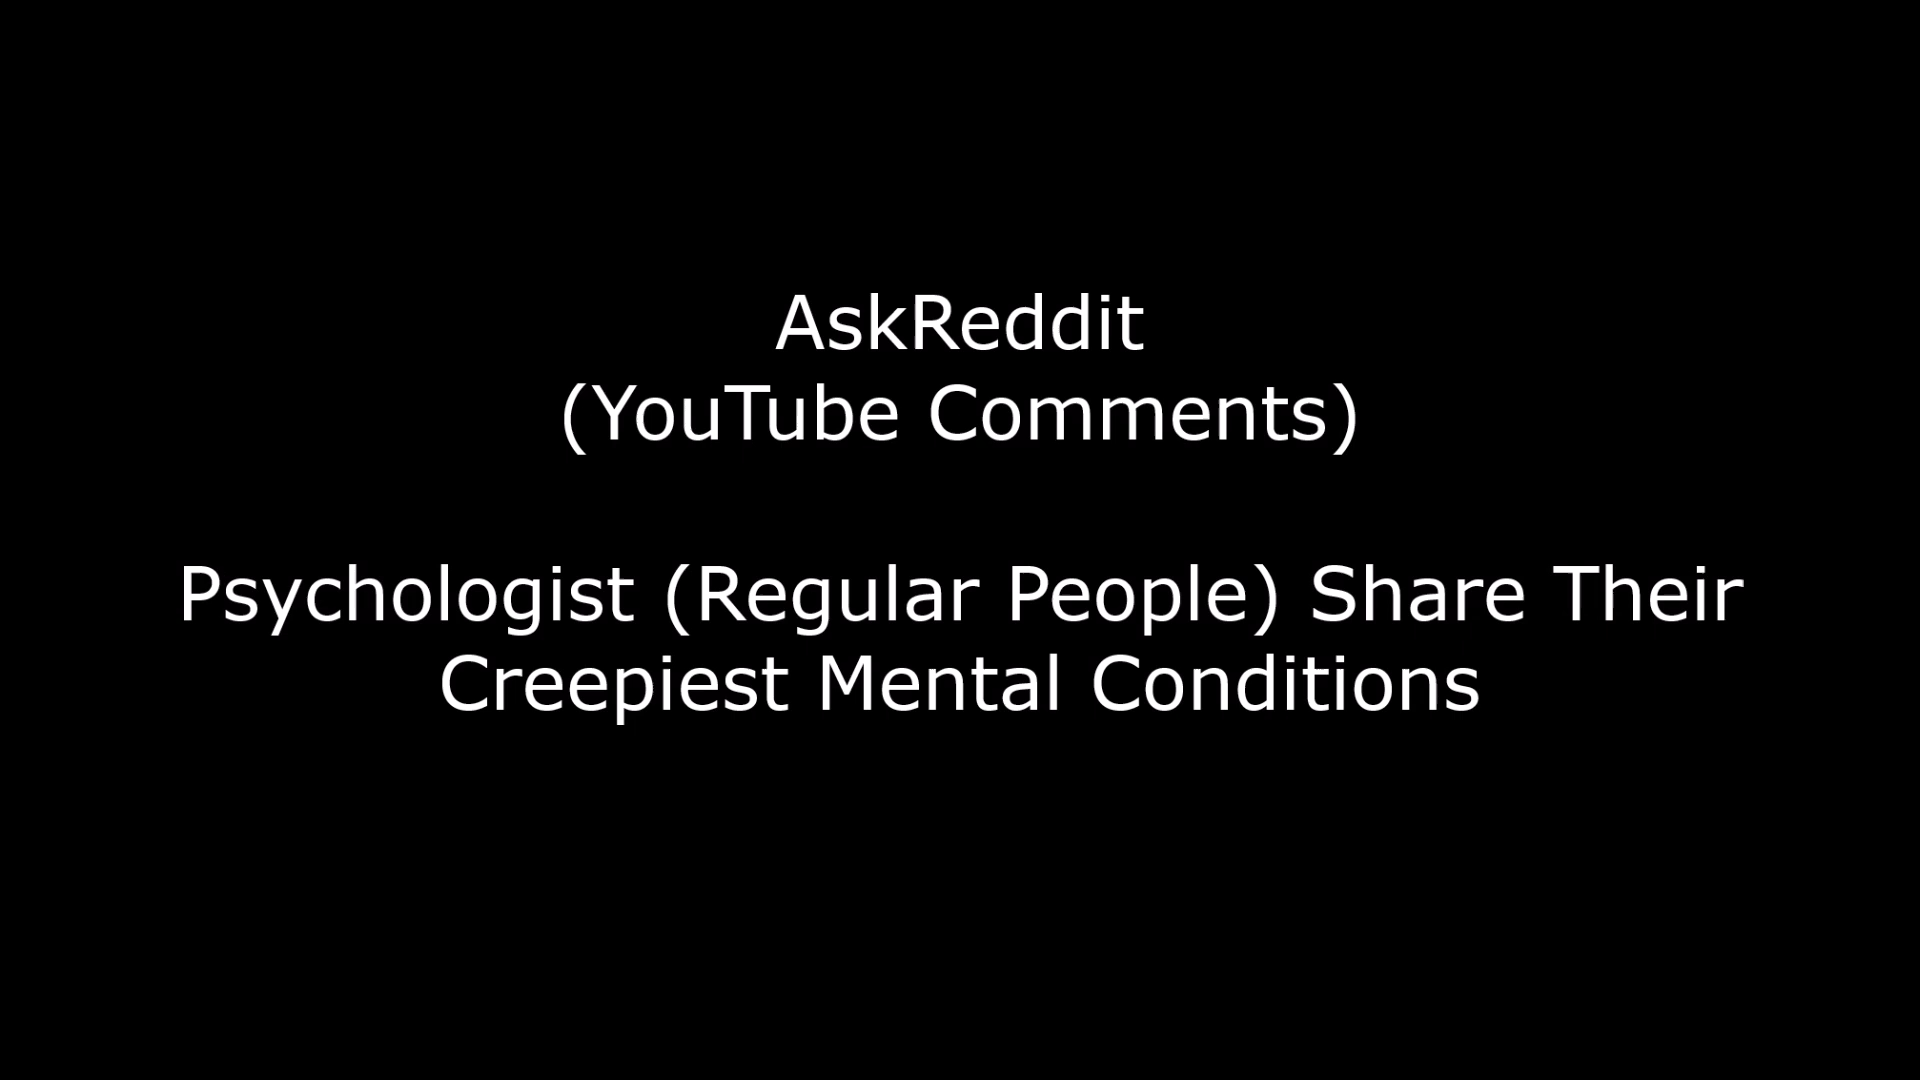 AskReddit
(YouTube Comments)
Psychologist (Regular People) Share Their
Creepiest Mental Conditions